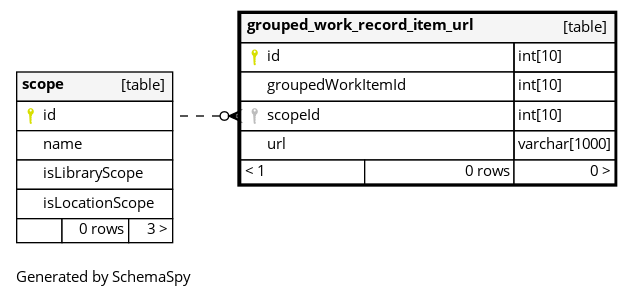 grouped_work_record_item_url [table]
id int[10]
groupedWorkItemId int[10]
scopeId int[10]
url varchar[1000]
< 1 0 rows 0 >
scope [table]
id
name
isLibraryScope
isLocationScope
0 rows 3 >
Generated by SchemaSpy